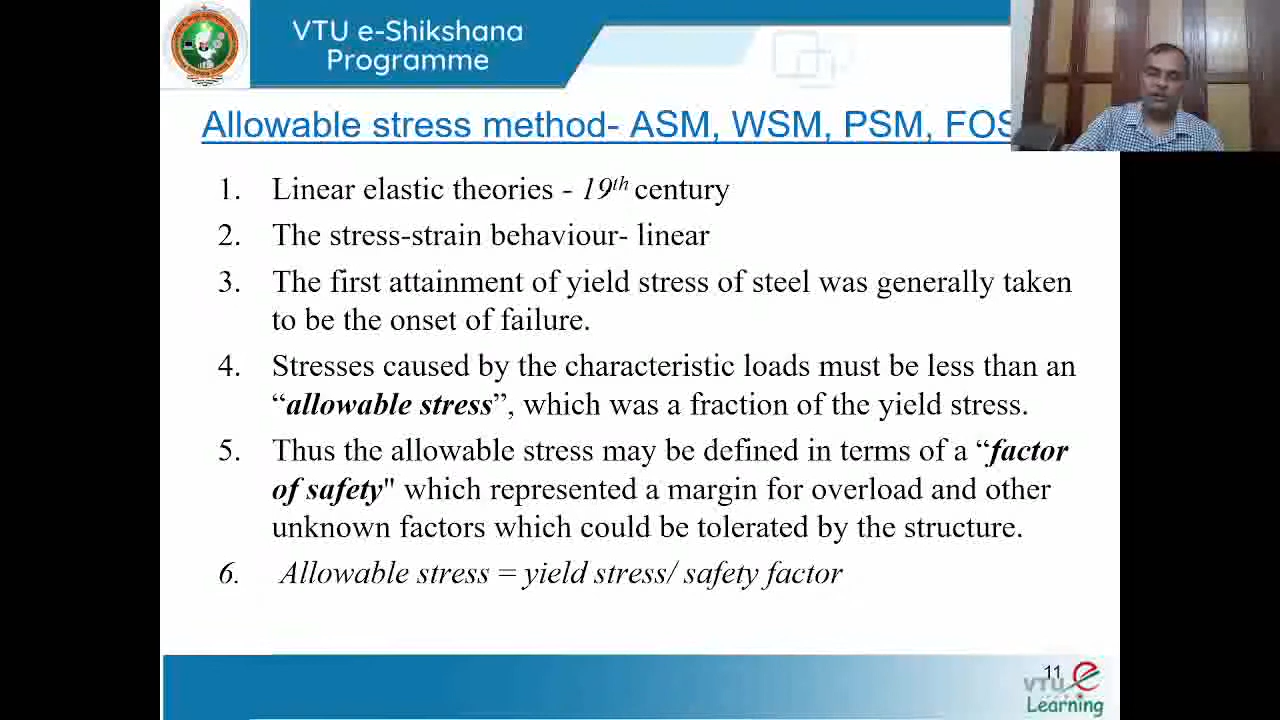 VTU e-Shikshana
Programme
Allowable stress method- ASM, WSM, PSM, FOS
1. Linear elastic theories - 19th century
2. The stress-strain behaviour- linear
3. The first attainment of yield stress of steel was generally taken
to be the onset of failure.
4. Stresses caused by the characteristic loads must be less than an
“allowable stress”, which was a fraction of the yield stress.
5. Thus the allowable stress may be defined in terms of a “factor
of safety" which represented a margin for overload and other
unknown factors which could be tolerated by the structure.
6. Allowable stress = yield stress/ safety factor
11
VTU e
Learning